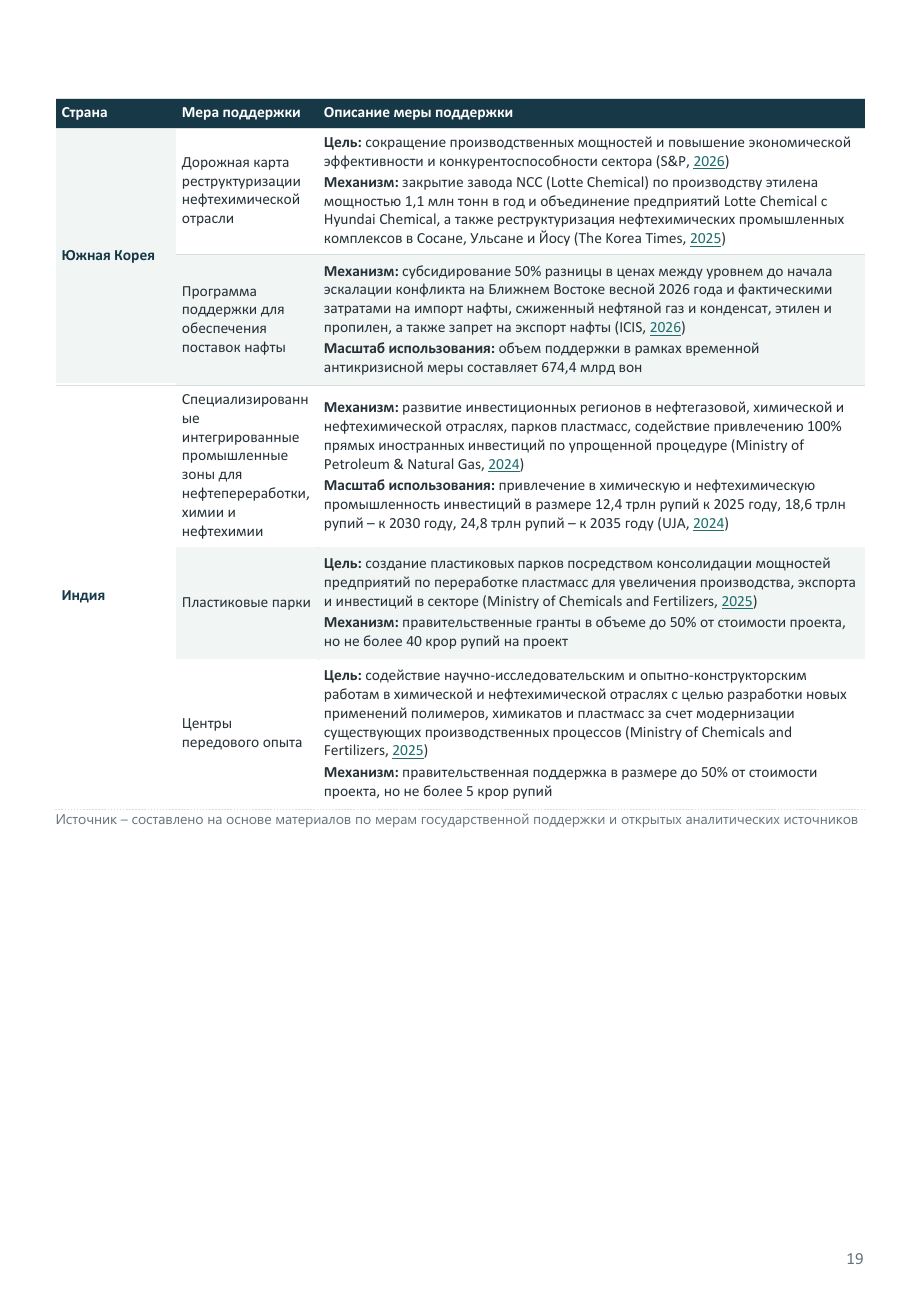 Страна Мера поддержки Описание меры поддержки
Южная Корея
Дорожная карта
реструктуризации
нефтехимической
отрасли
Цель: сокращение производственных мощностей и повышение экономической
эффективности и конкурентоспособности сектора (S&P, 2026)
Механизм: закрытие завода NCC (Lotte Chemical) по производству этилена
мощностью 1,1 млн тонн в год и объединение предприятий Lotte Chemical с
Hyundai Chemical, а также реструктуризация нефтехимических промышленных
комплексов в Сосане, Ульсане и Йосу (The Korea Times, 2025)
Программа
поддержки для
обеспечения
поставок нафты
Механизм: субсидирование 50% разницы в ценах между уровнем до начала
эскалации конфликта на Ближнем Востоке весной 2026 года и фактическими
затратами на импорт нафты, сжиженный нефтяной газ и конденсат, этилен и
пропилен, а также запрет на экспорт нафты (ICIS, 2026)
Масштаб использования: объем поддержки в рамках временной
антикризисной меры составляет 674,4 млрд вон
Индия
Специализированн
ые
интегрированные
промышленные
зоны для
нефтепереработки,
химии и
нефтехимии
Механизм: развитие инвестиционных регионов в нефтегазовой, химической и
нефтехимической отраслях, парков пластмасс, содействие привлечению 100%
прямых иностранных инвестиций по упрощенной процедуре (Ministry of
Petroleum & Natural Gas, 2024)
Масштаб использования: привлечение в химическую и нефтехимическую
промышленность инвестиций в размере 12,4 трлн рупий к 2025 году, 18,6 трлн
рупий – к 2030 году, 24,8 трлн рупий – к 2035 году (UJA, 2024)
Пластиковые парки
Цель: создание пластиковых парков посредством консолидации мощностей
предприятий по переработке пластмасс для увеличения производства, экспорта
и инвестиций в секторе (Ministry of Chemicals and Fertilizers, 2025)
Механизм: правительственные гранты в объеме до 50% от стоимости проекта,
но не более 40 крор рупий на проект
Центры
передового опыта
Цель: содействие научно-исследовательским и опытно-конструкторским
работам в химической и нефтехимической отраслях с целью разработки новых
применений полимеров, химикатов и пластмасс за счет модернизации
существующих производственных процессов (Ministry of Chemicals and
Fertilizers, 2025)
Механизм: правительственная поддержка в размере до 50% от стоимости
проекта, но не более 5 крор рупий
Источник – составлено на основе материалов по мерам государственной поддержки и открытых аналитических источников
19